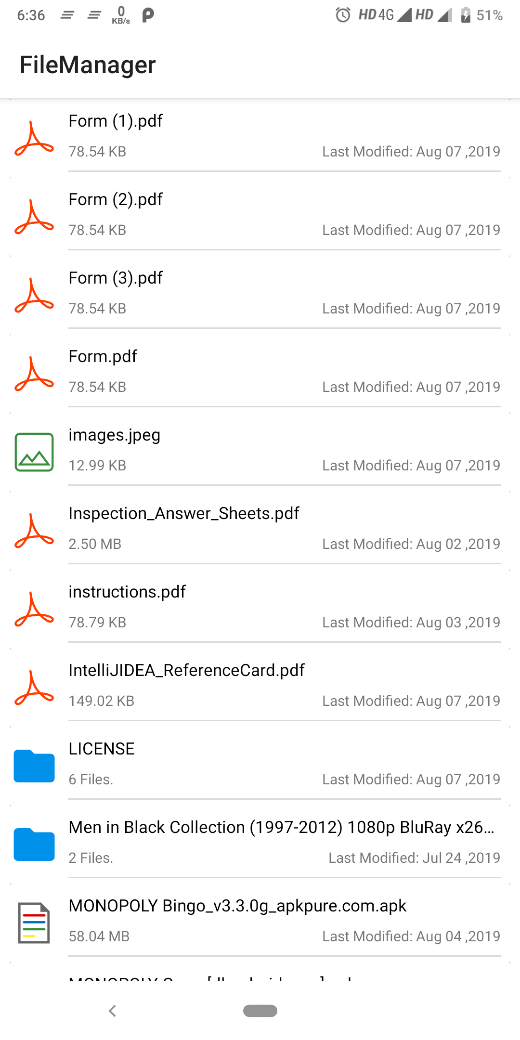 6:36 0 KB/s HD 4G HD 51%
FileManager
Form (1).pdf
78.54 KB Last Modified: Aug 07 ,2019
Form (2).pdf
78.54 KB Last Modified: Aug 07 ,2019
Form (3).pdf
78.54 KB Last Modified: Aug 07 ,2019
Form.pdf
78.54 KB Last Modified: Aug 07 ,2019
images.jpeg
12.99 KB Last Modified: Aug 07 ,2019
Inspection_Answer_Sheets.pdf
2.50 MB Last Modified: Aug 02 ,2019
instructions.pdf
78.79 KB Last Modified: Aug 03 ,2019
IntelliJIDEA_ReferenceCard.pdf
149.02 KB Last Modified: Aug 07 ,2019
LICENSE
6 Files. Last Modified: Aug 07 ,2019
Men in Black Collection (1997-2012) 1080p BluRay x26...
2 Files. Last Modified: Jul 24 ,2019
MONOPOLY Bingo_v3.3.0g_apkpure.com.apk
58.04 MB Last Modified: Aug 04 ,2019
MONOPOLY